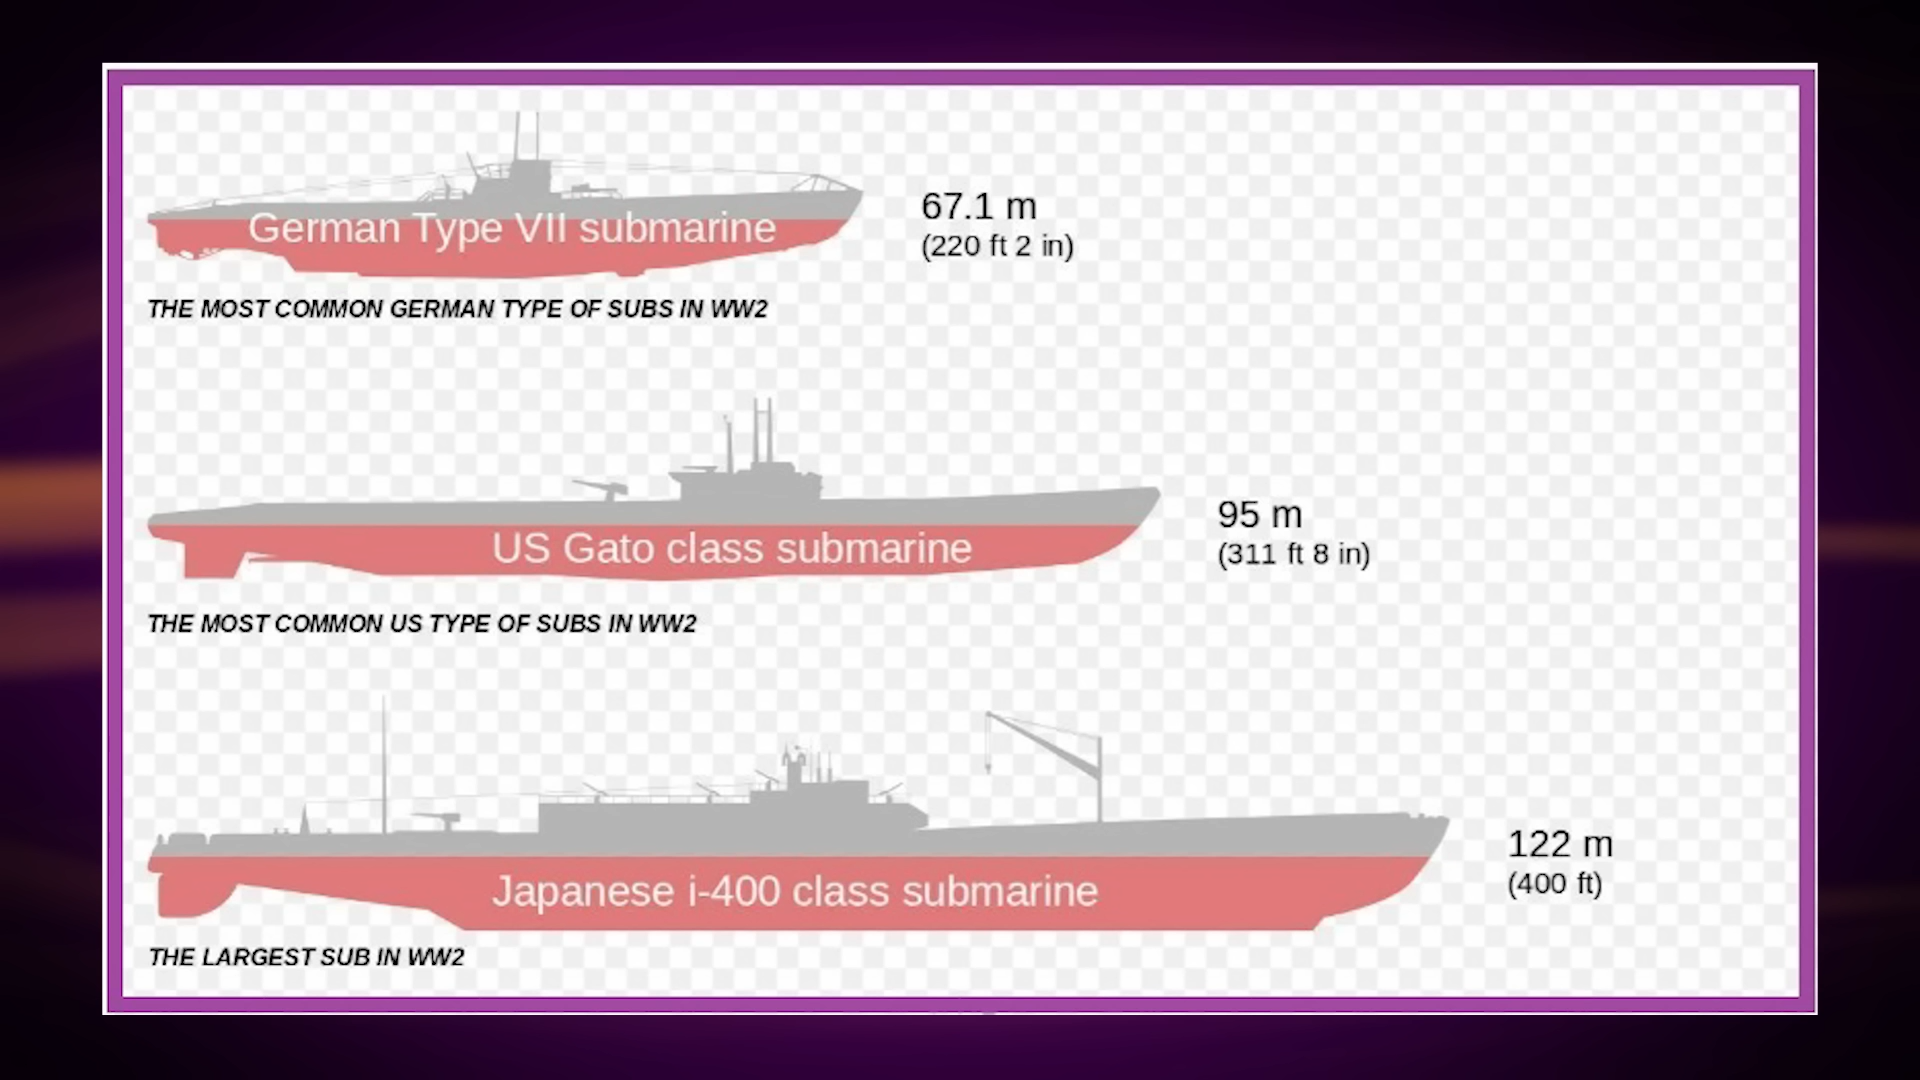 German Type VII submarine
67.1 m
(220 ft 2 in)
THE MOST COMMON GERMAN TYPE OF SUBS IN WW2
US Gato class submarine
95 m
(311 ft 8 in)
THE MOST COMMON US TYPE OF SUBS IN WW2
Japanese i-400 class submarine
122 m
(400 ft)
THE LARGEST SUB IN WW2